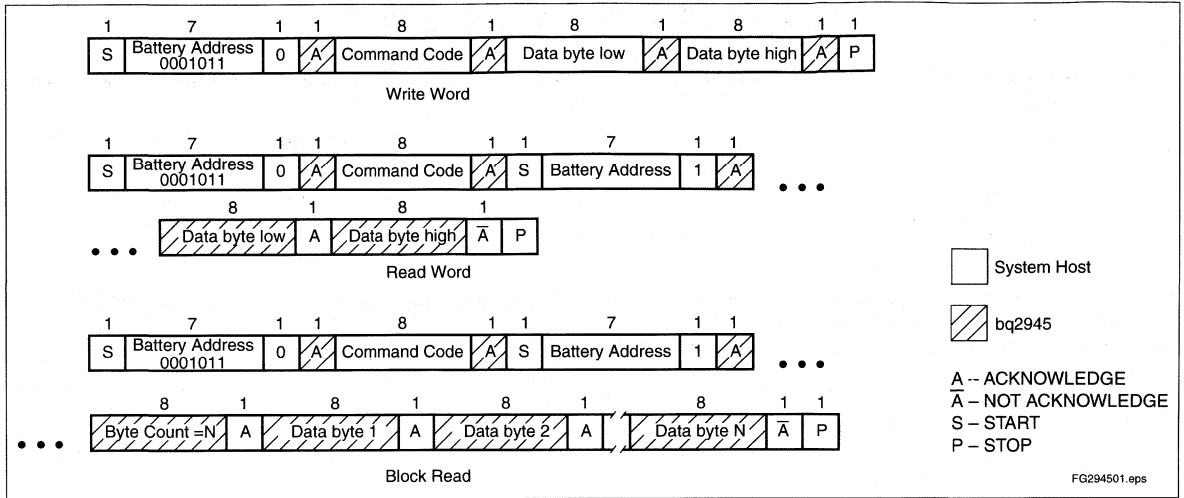 1 7 1 1 8 1 8 1 8 1 1
S Battery Address 0001011 0 A Command Code A Data byte low A Data byte high A P
Write Word
1 7 1 1 8 1 1 7 1 1
S Battery Address 0001011 0 A Command Code A S Battery Address 1 A • • •
8 1 8 1
• • • Data byte low A Data byte high A̅ P
Read Word
System Host
1 7 1 1 8 1 1 7 1 1
S Battery Address 0001011 0 A Command Code A S Battery Address 1 A • • •
bq2945
8 1 8 1 8 1 8 1 1
• • • Byte Count =N A Data byte 1 A Data byte 2 A Data byte N A̅ P
Block Read
A -- ACKNOWLEDGE
A̅ – NOT ACKNOWLEDGE
S – START
P – STOP
FG294501.eps